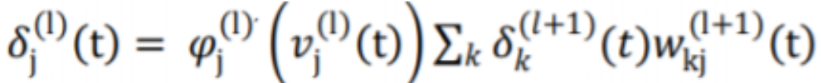 δ_j^(l)(t) = φ_j^(l)' (v_j^(l)(t)) Σ_k δ_k^(l+1)(t)w_kj^(l+1)(t)